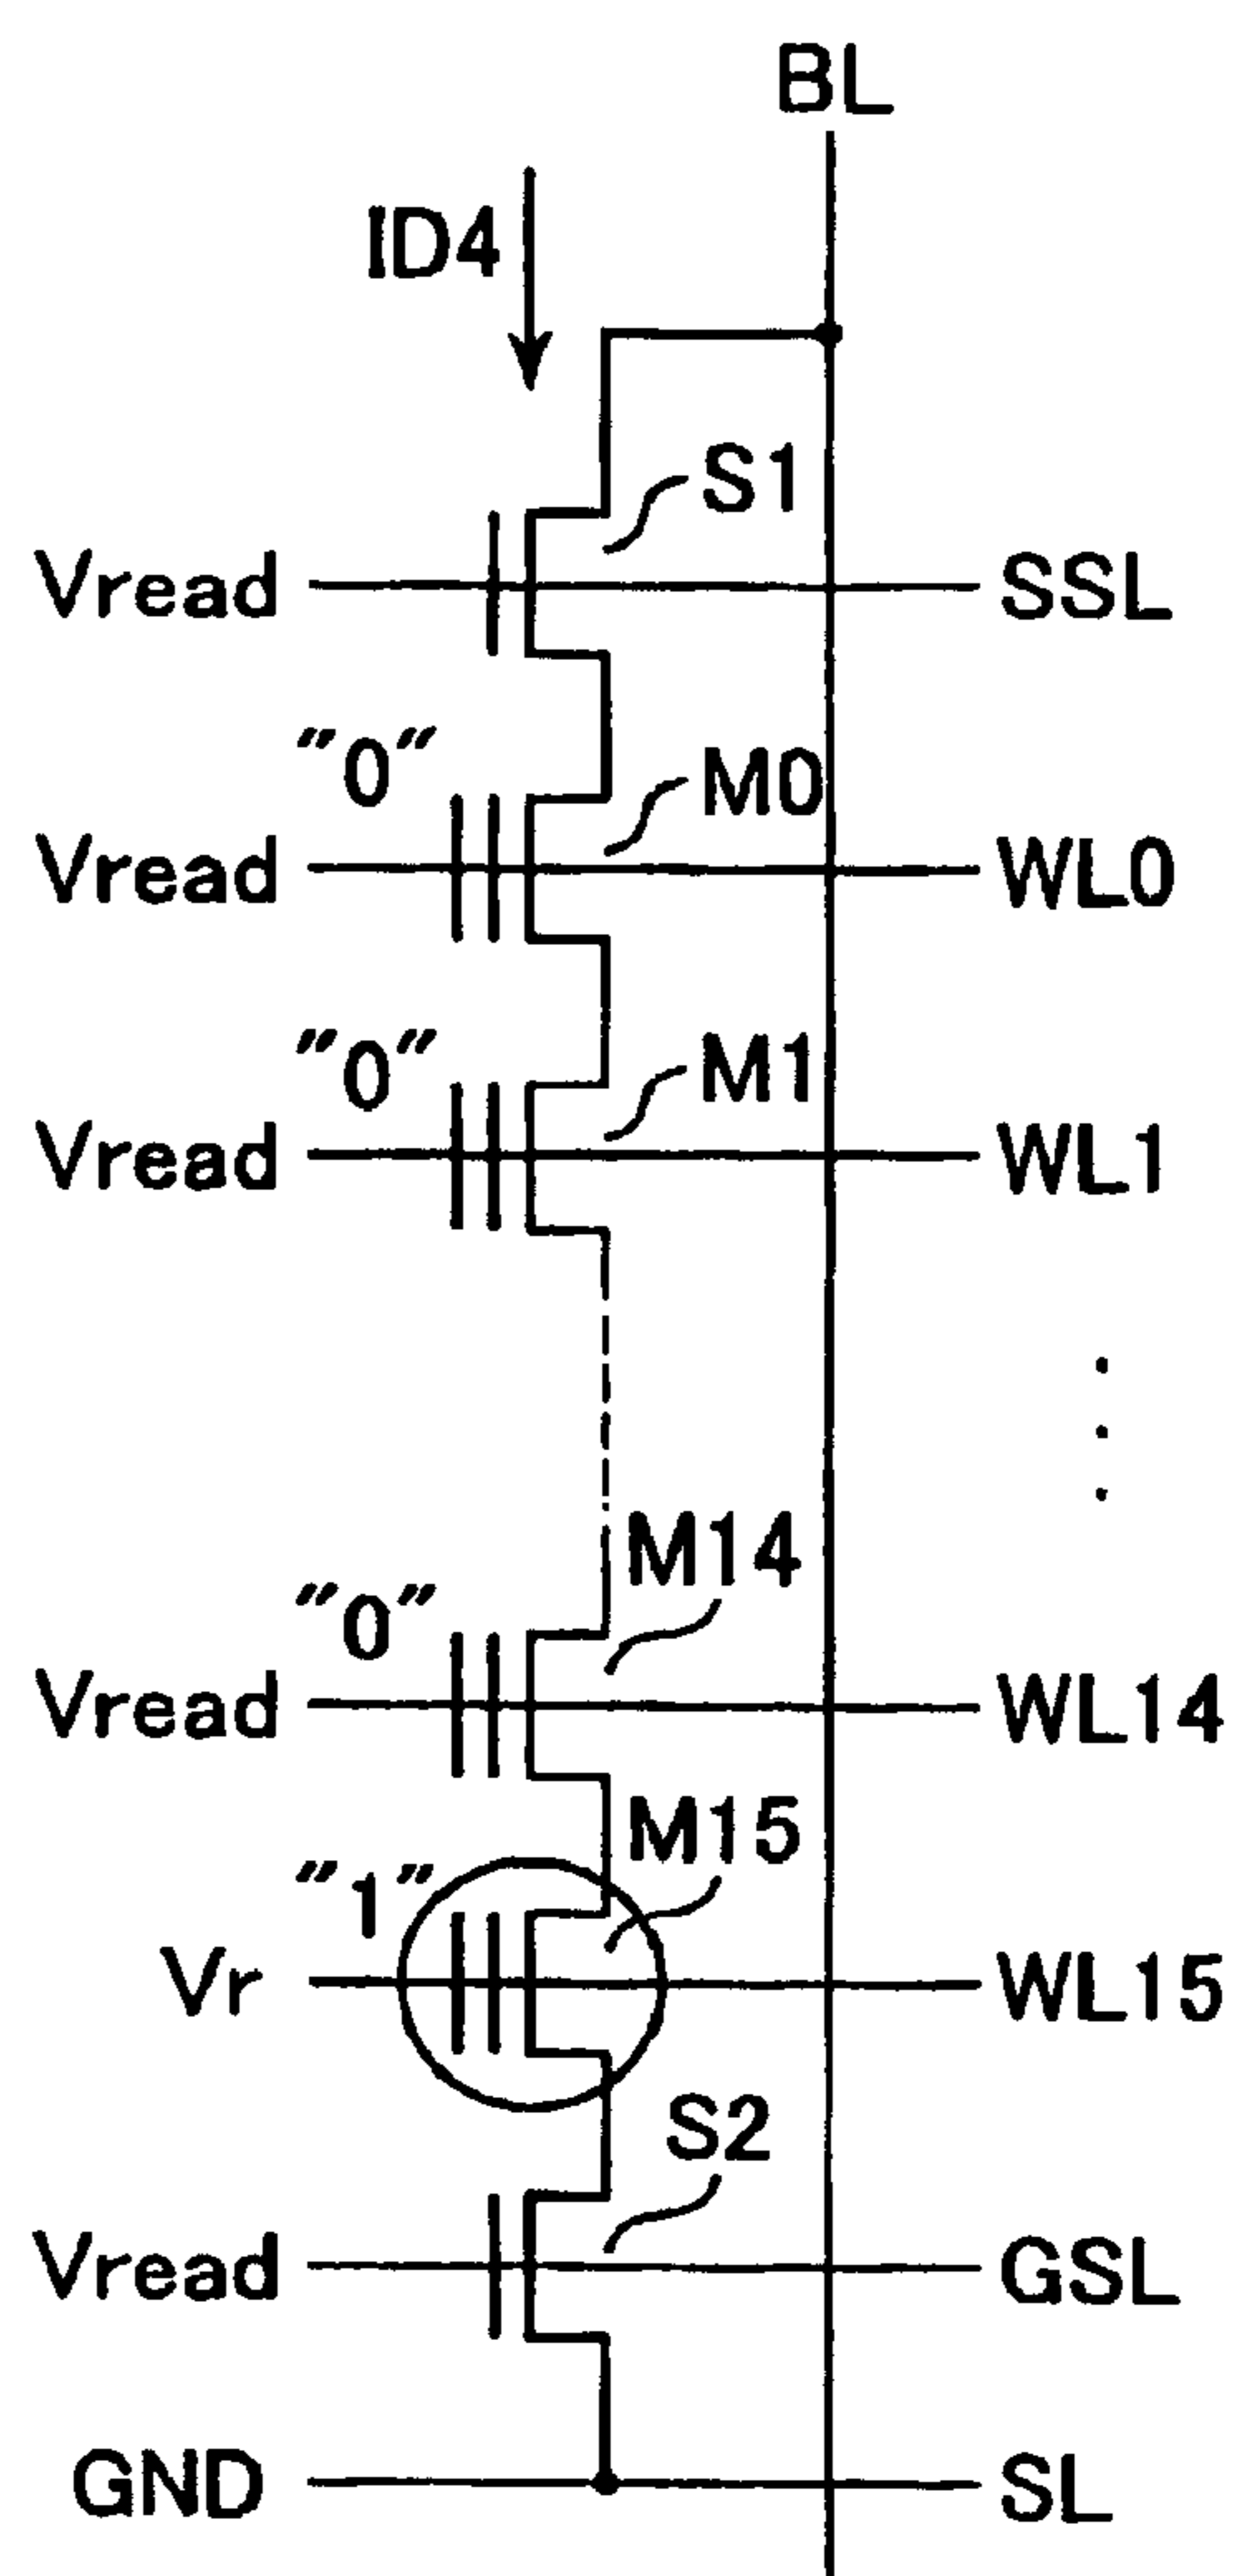 BL
ID4
S1
Vread SSL
"0" M0
Vread WL0
"0" M1
Vread WL1
"0" M14
Vread WL14
"1" M15
Vr WL15
S2
Vread GSL
GND SL